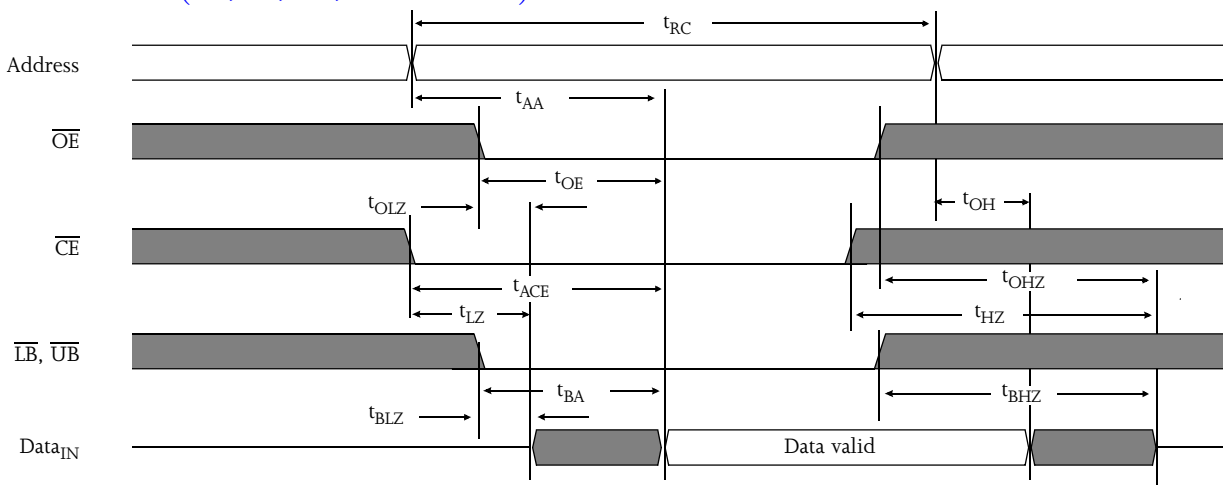 tRC
Address
tAA
OE
tOE
tOLZ
tOH
CE
tOHZ
tACE
tLZ
tHZ
LB, UB
tBA
tBHZ
tBLZ
DataIN
Data valid